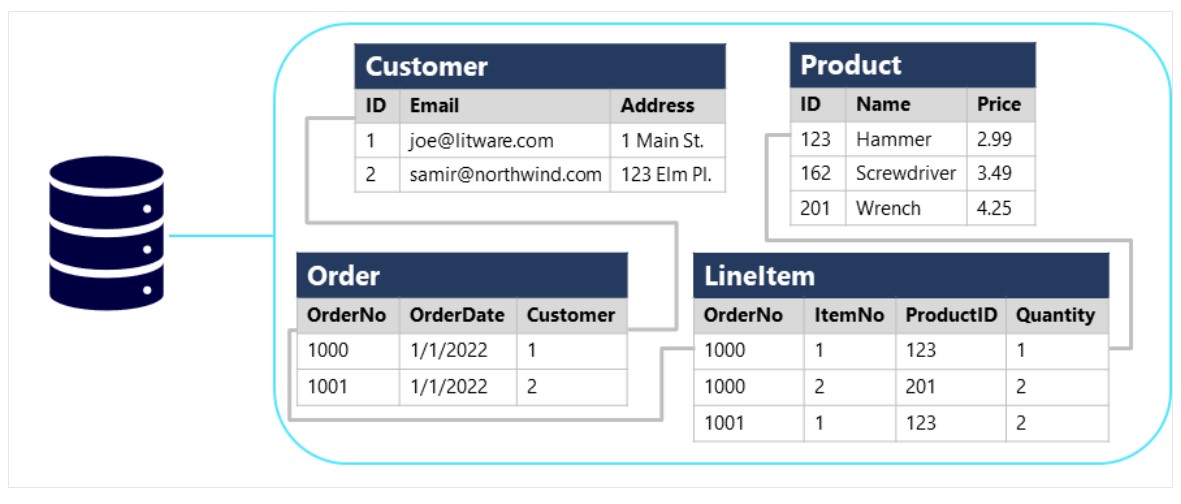 Customer
ID Email Address
1 joe@litware.com 1 Main St.
2 samir@northwind.com 123 Elm Pl.
Product
ID Name Price
123 Hammer 2.99
162 Screwdriver 3.49
201 Wrench 4.25
Order
OrderNo OrderDate Customer
1000 1/1/2022 1
1001 1/1/2022 2
LineItem
OrderNo ItemNo ProductID Quantity
1000 1 123 1
1000 2 201 2
1001 1 123 2